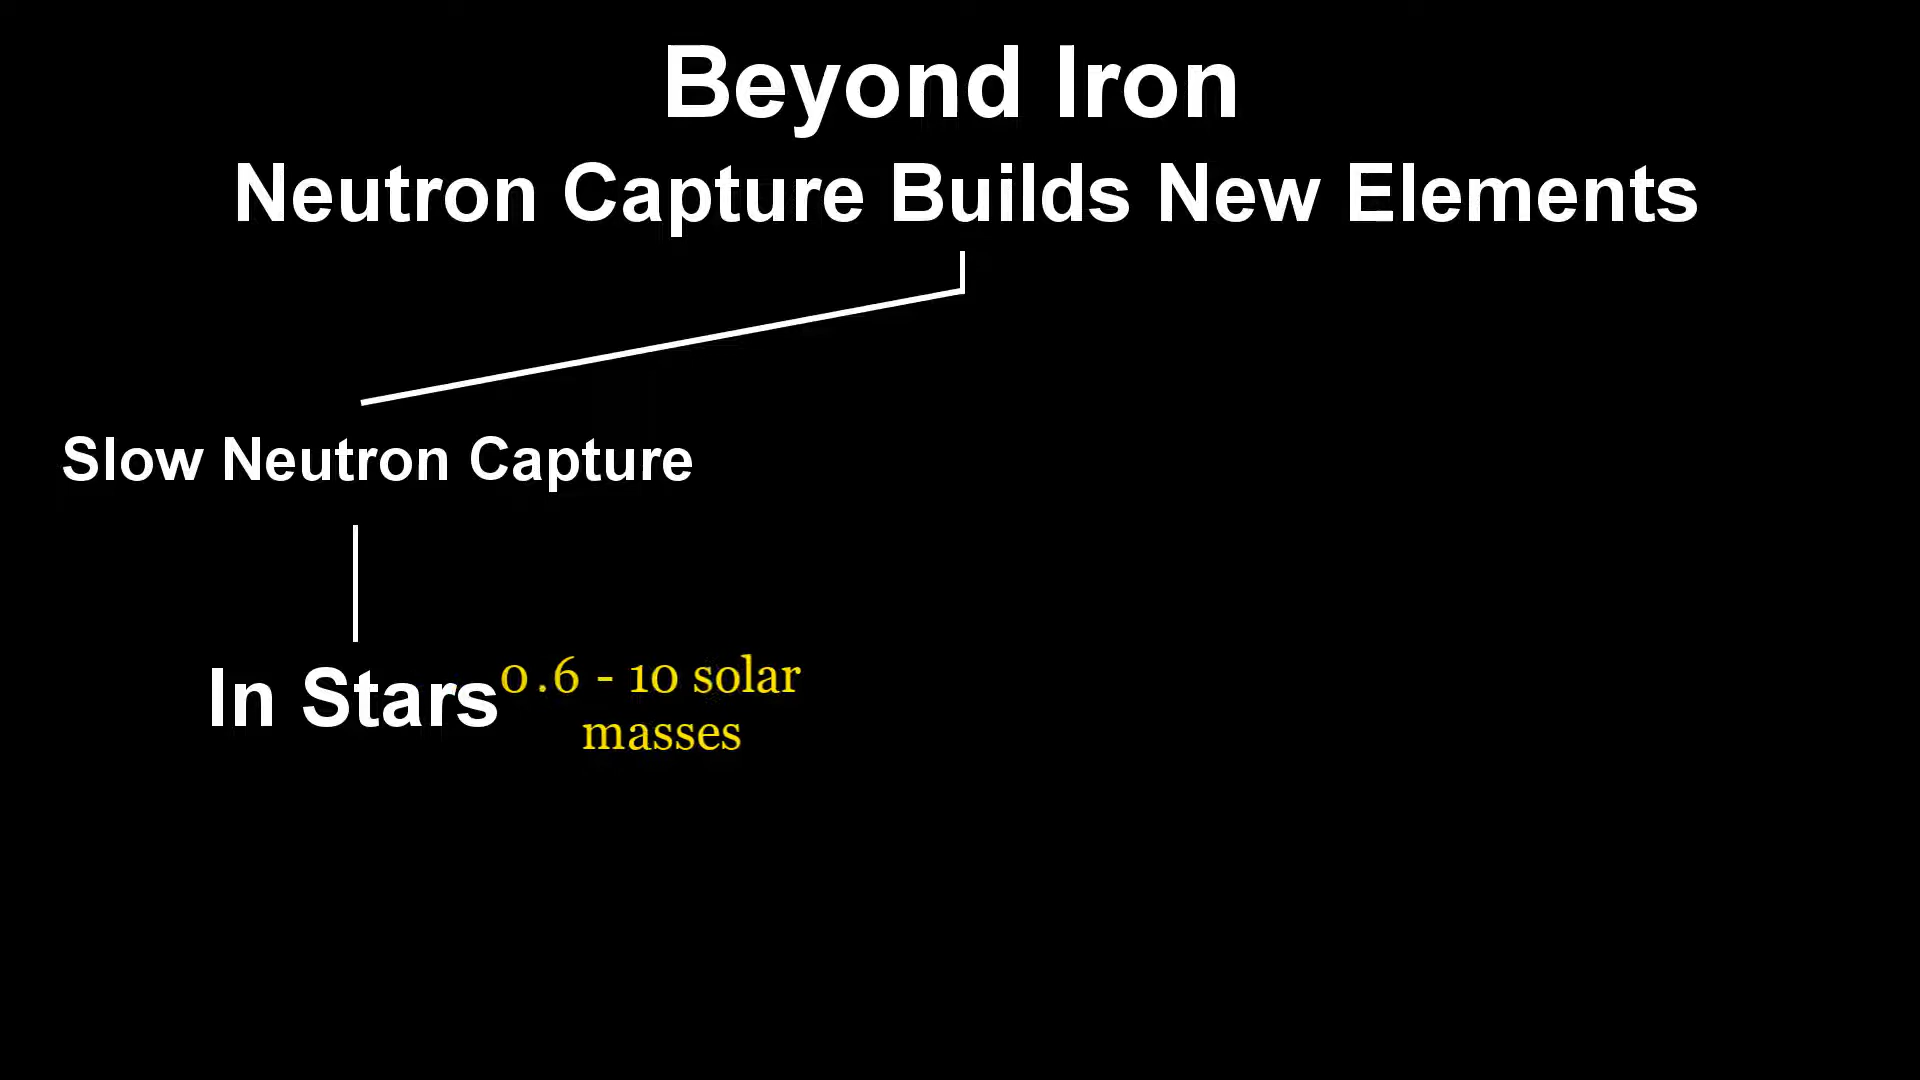 Beyond Iron
Neutron Capture Builds New Elements
Slow Neutron Capture
In Stars
0.6 - 10 solar
masses